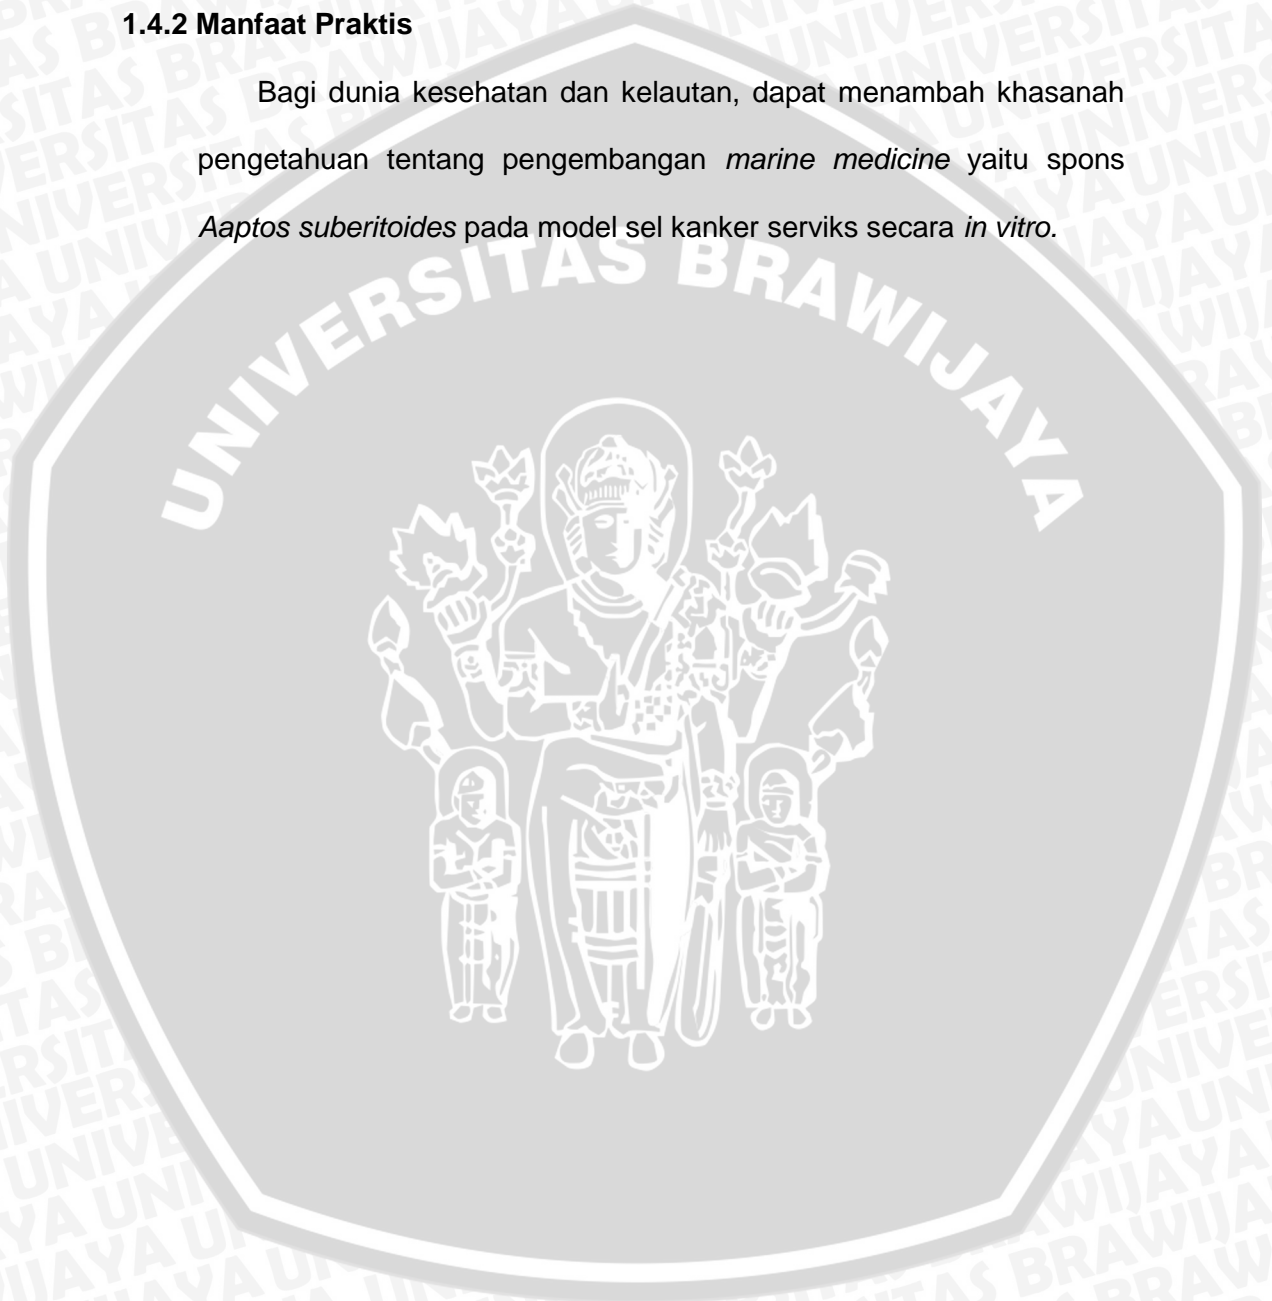 1.4.2 Manfaat Praktis
Bagi dunia kesehatan dan kelautan, dapat menambah khasanah
pengetahuan tentang pengembangan marine medicine yaitu spons
Aaptos suberitoides pada model sel kanker serviks secara in vitro.
UNIVERSITAS BRAWIJAYA